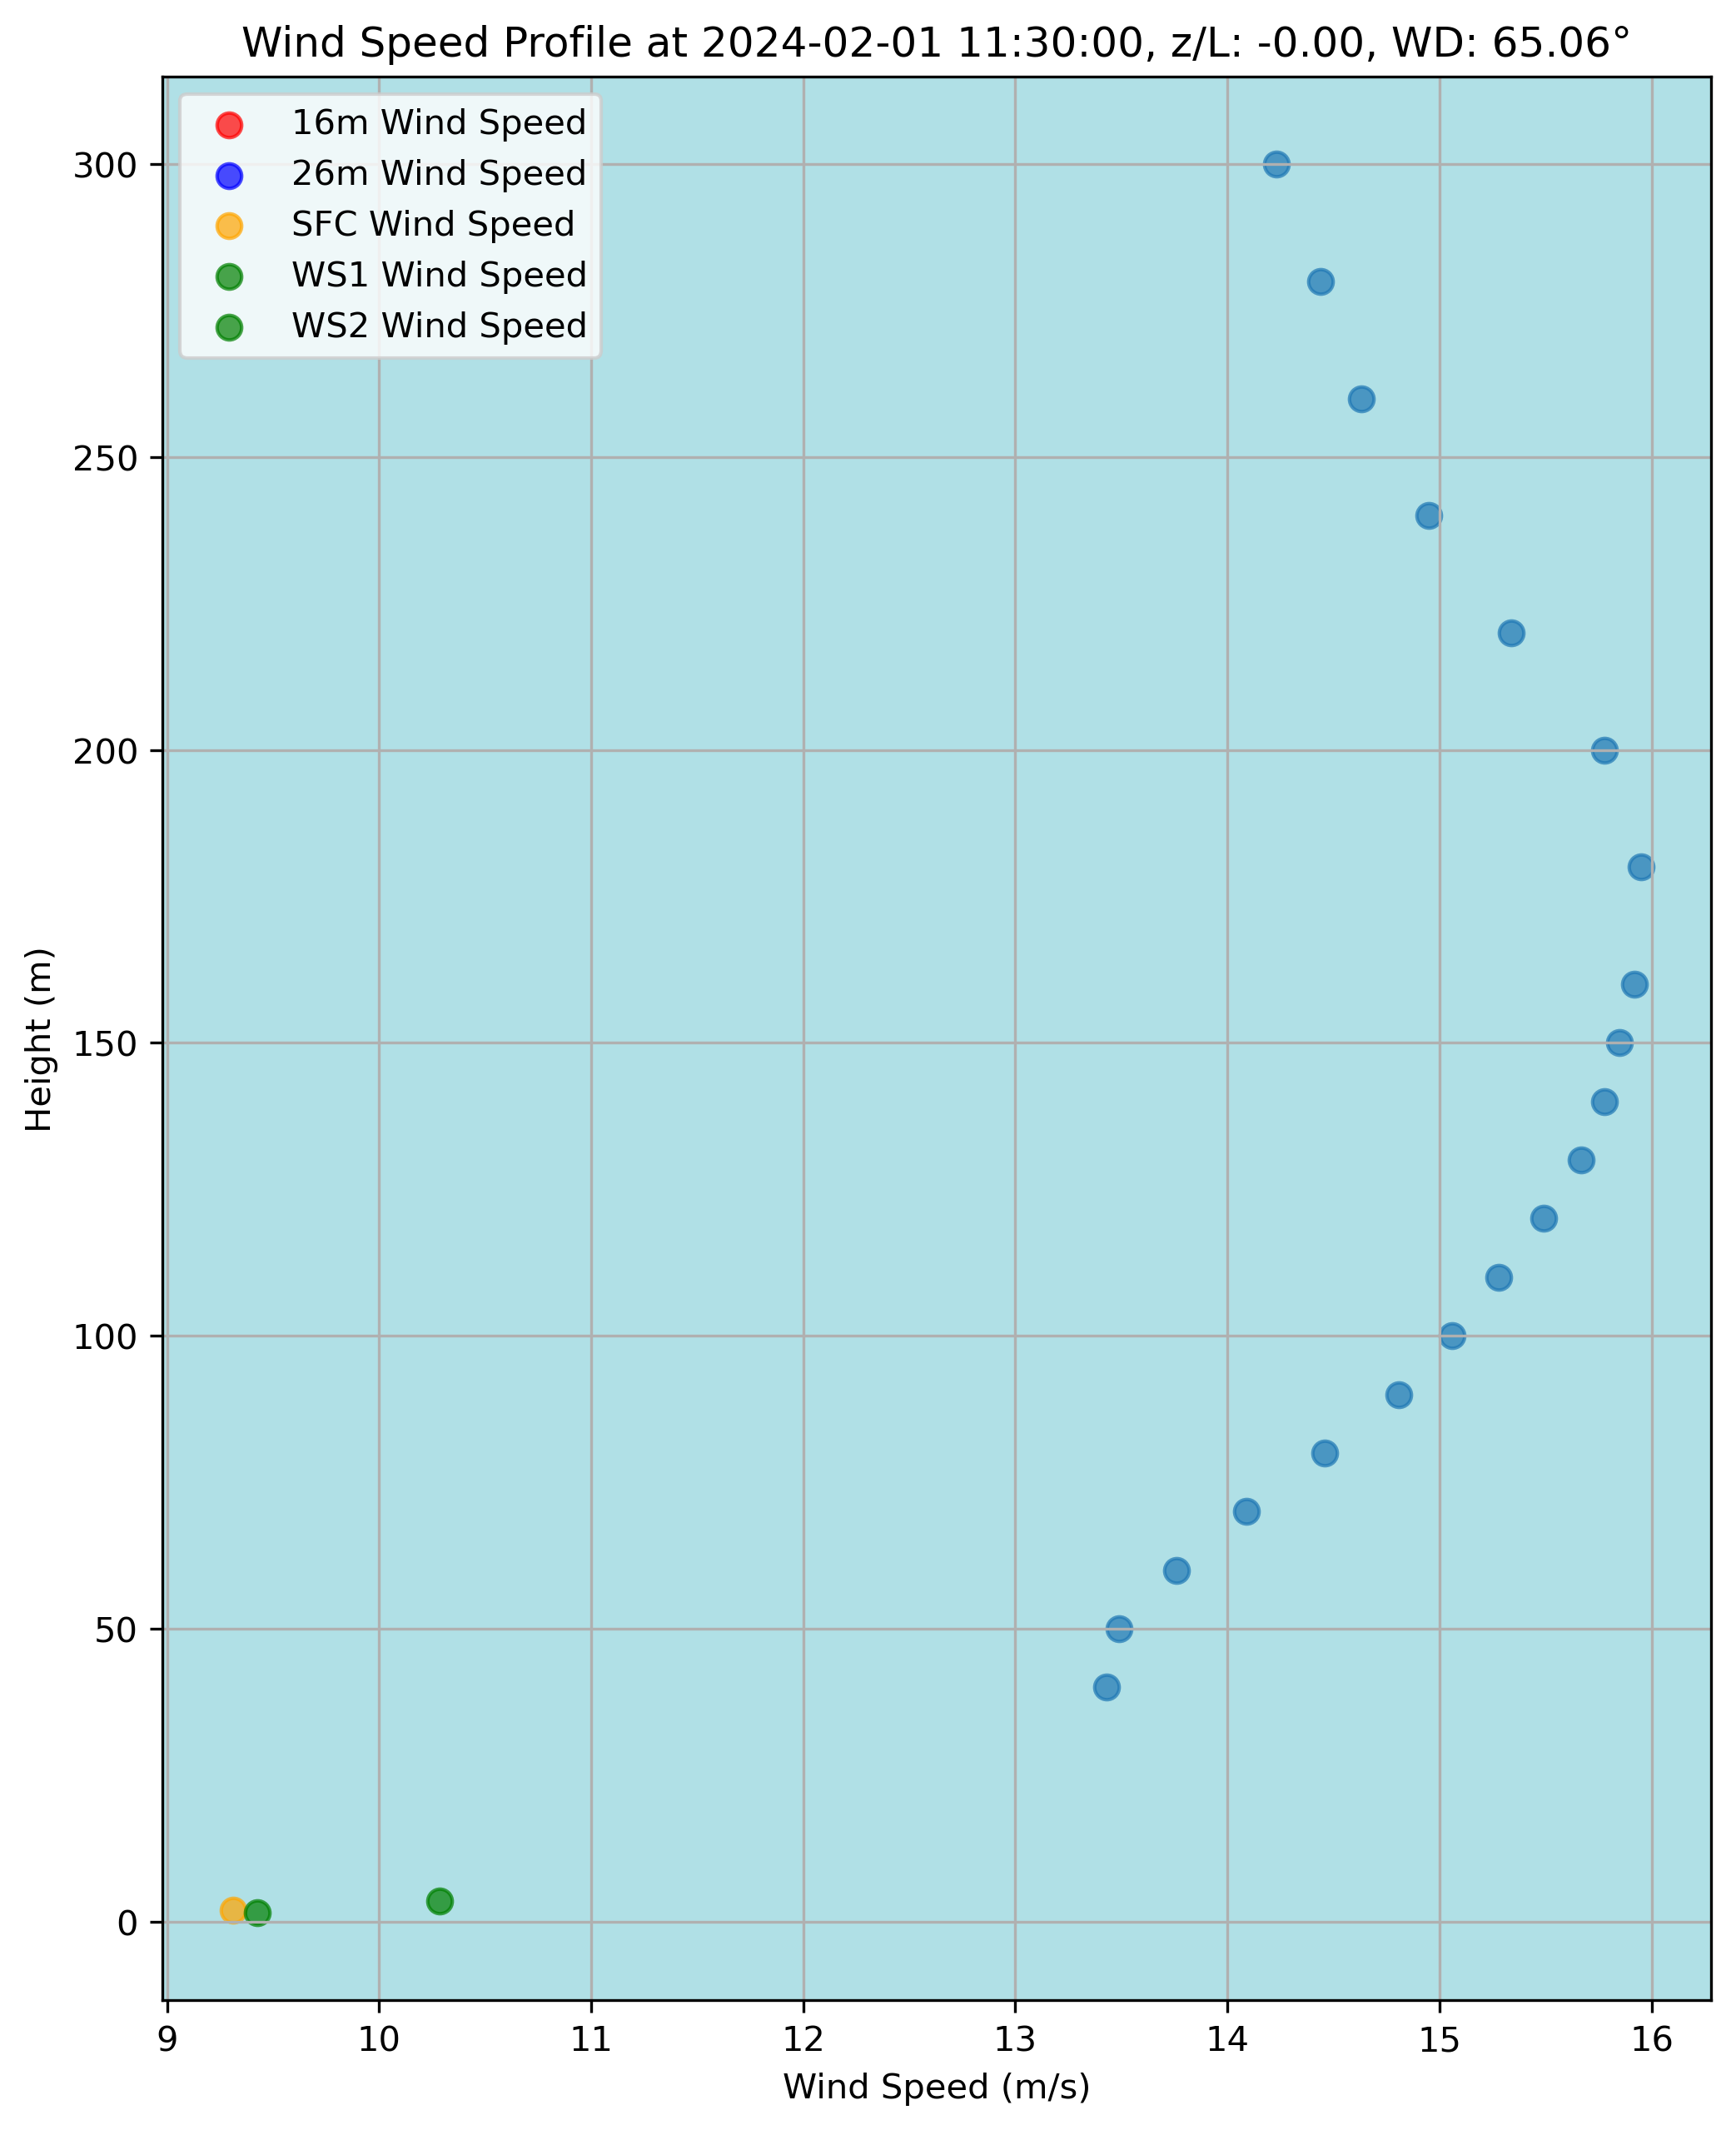 Wind Speed Profile at 2024-02-01 11:30:00, z/L: -0.00, WD: 65.06°
16m Wind Speed
26m Wind Speed
SFC Wind Speed
WS1 Wind Speed
WS2 Wind Speed
300
250
200
150
100
50
0
Height (m)
9 10 11 12 13 14 15 16
Wind Speed (m/s)